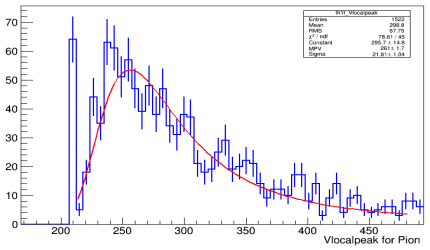 th1f_Vlocalpeak
Entries 1522
Mean 298.8
RMS 67.75
χ² / ndf 78.61 / 45
Constant 295.7 ± 14.8
MPV 261 ± 1.7
Sigma 21.81 ± 1.04
70
60
50
40
30
20
10
0
200 250 300 350 400 450
Vlocalpeak for Pion